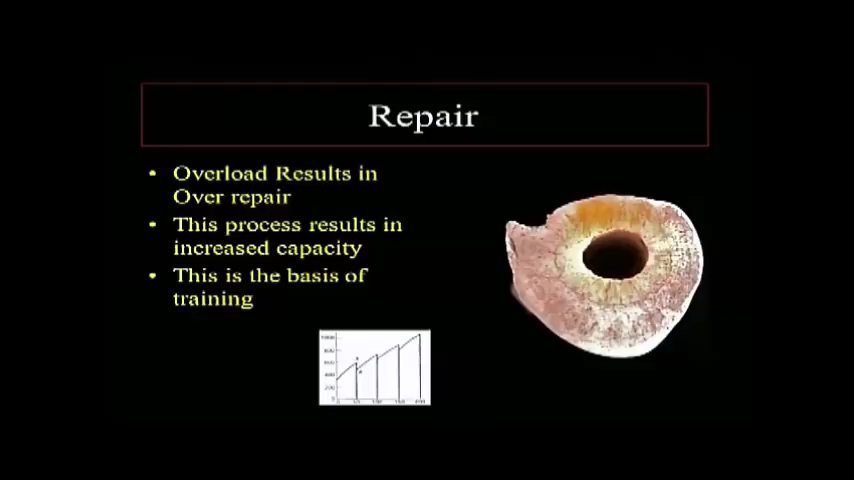 Repair
• Overload Results in
Over repair
• This process results in
increased capacity
• This is the basis of
training